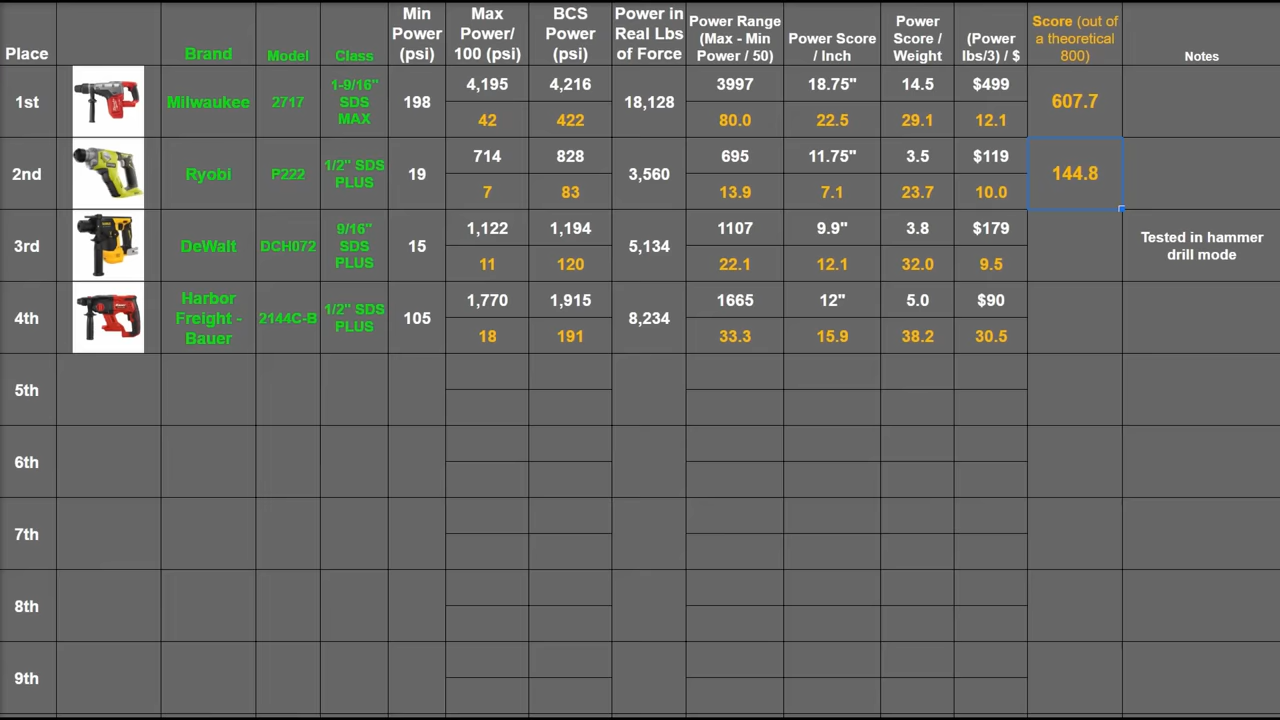 Place
Brand
Model
Class
Min
Power
(psi)
Max
Power/
100 (psi)
BCS
Power
(psi)
Power in
Real Lbs
of Force
Power Range
(Max - Min
Power / 50)
Power Score
/ Inch
Power
Score /
Weight
(Power
lbs/3) / $
Score (out of
a theoretical
800)
Notes
1st
Milwaukee
2717
1-9/16"
SDS
MAX
198
4,195
4,216
18,128
3997
18.75"
14.5
$499
607.7
42
422
80.0
22.5
29.1
12.1
2nd
Ryobi
P222
1/2" SDS
PLUS
19
714
828
3,560
695
11.75"
3.5
$119
144.8
7
83
13.9
7.1
23.7
10.0
3rd
DeWalt
DCH072
9/16"
SDS
PLUS
15
1,122
1,194
5,134
1107
9.9"
3.8
$179
Tested in hammer
drill mode
11
120
22.1
12.1
32.0
9.5
4th
Harbor
Freight -
Bauer
2144C-B
1/2" SDS
PLUS
105
1,770
1,915
8,234
1665
12"
5.0
$90
18
191
33.3
15.9
38.2
30.5
5th
6th
7th
8th
9th